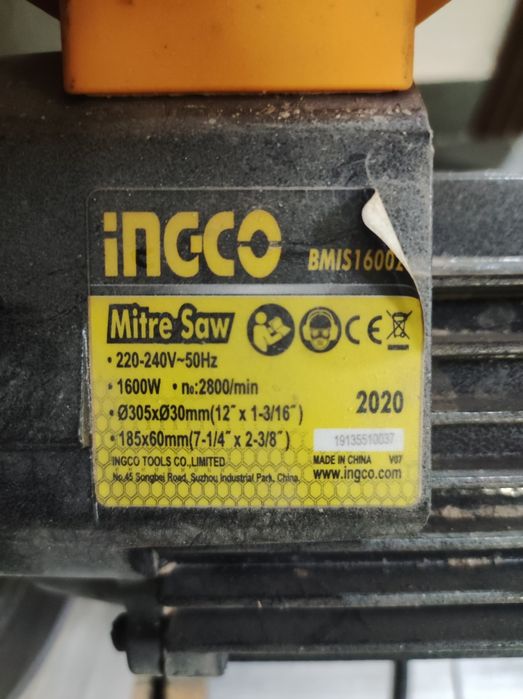 INGCO
BMIS16002
Mitre Saw
CE
• 220-240V~50Hz
• 1600W • n₀:2800/min
• Ø305xØ30mm(12" x 1-3/16")
2020
• 185x60mm(7-1/4" x 2-3/8")
19135510037
INGCO TOOLS CO.,LIMITED
MADE IN CHINA V07
No.45 Songbei Road, Suzhou Industrial Park, China.
www.ingco.com